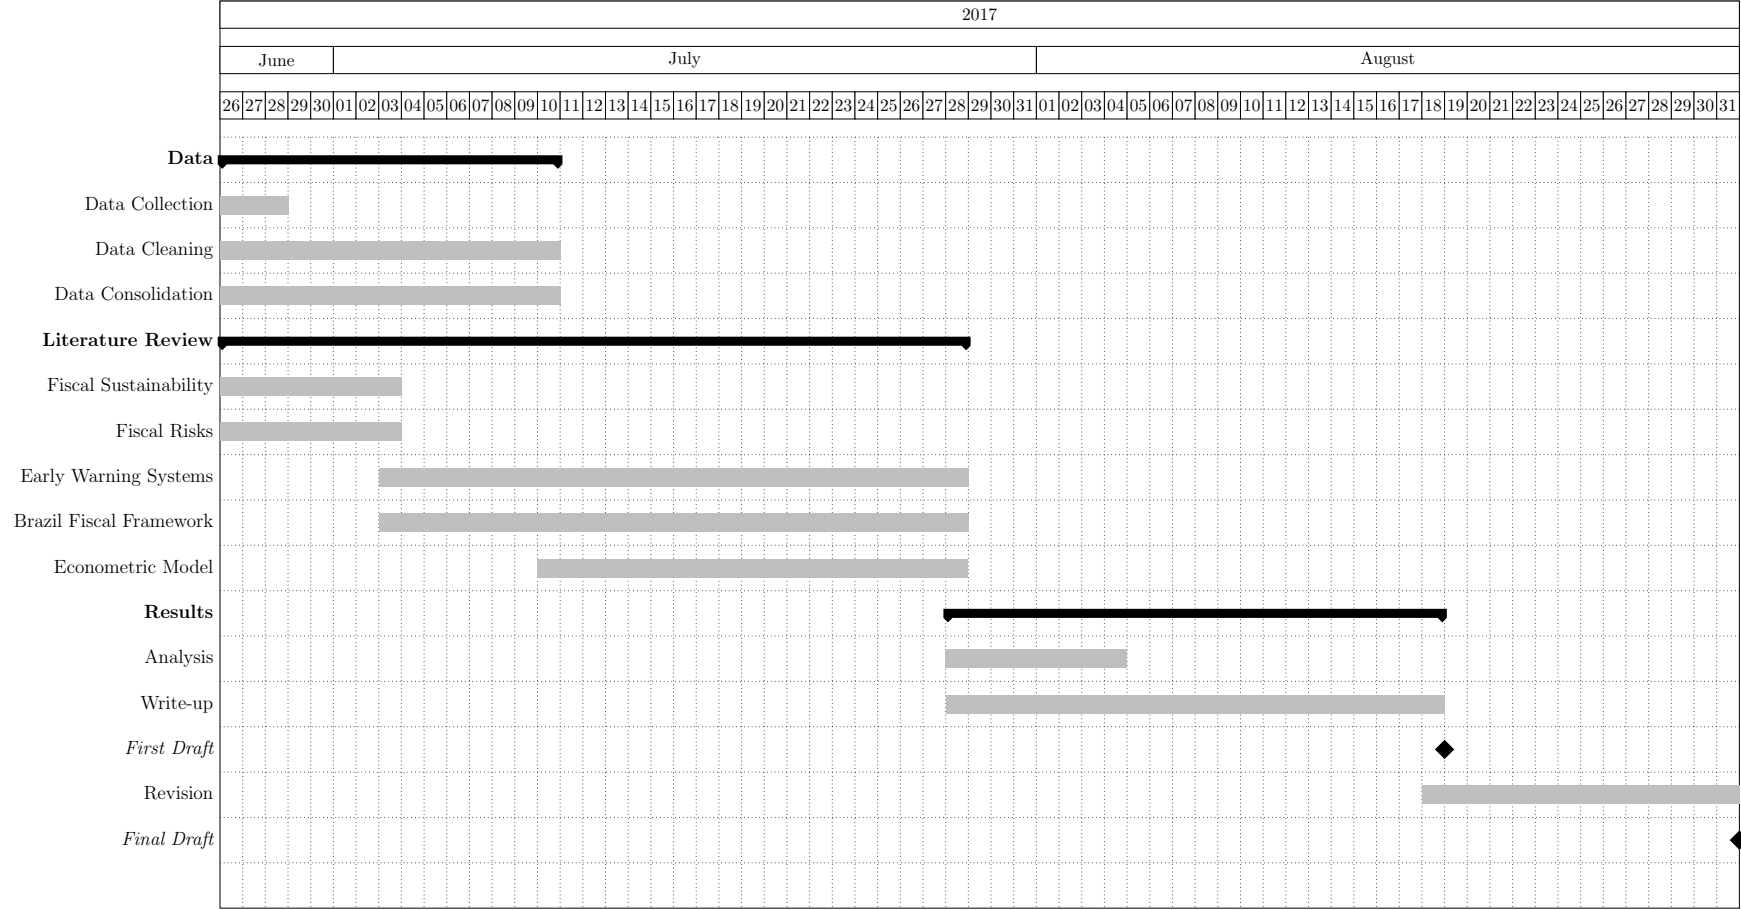 2017
June July August
26 27 28 29 30 01 02 03 04 05 06 07 08 09 10 11 12 13 14 15 16 17 18 19 20 21 22 23 24 25 26 27 28 29 30 31 01 02 03 04 05 06 07 08 09 10 11 12 13 14 15 16 17 18 19 20 21 22 23 24 25 26 27 28 29 30 31
Data
Data Collection
Data Cleaning
Data Consolidation
Literature Review
Fiscal Sustainability
Fiscal Risks
Early Warning Systems
Brazil Fiscal Framework
Econometric Model
Results
Analysis
Write-up
First Draft
Revision
Final Draft